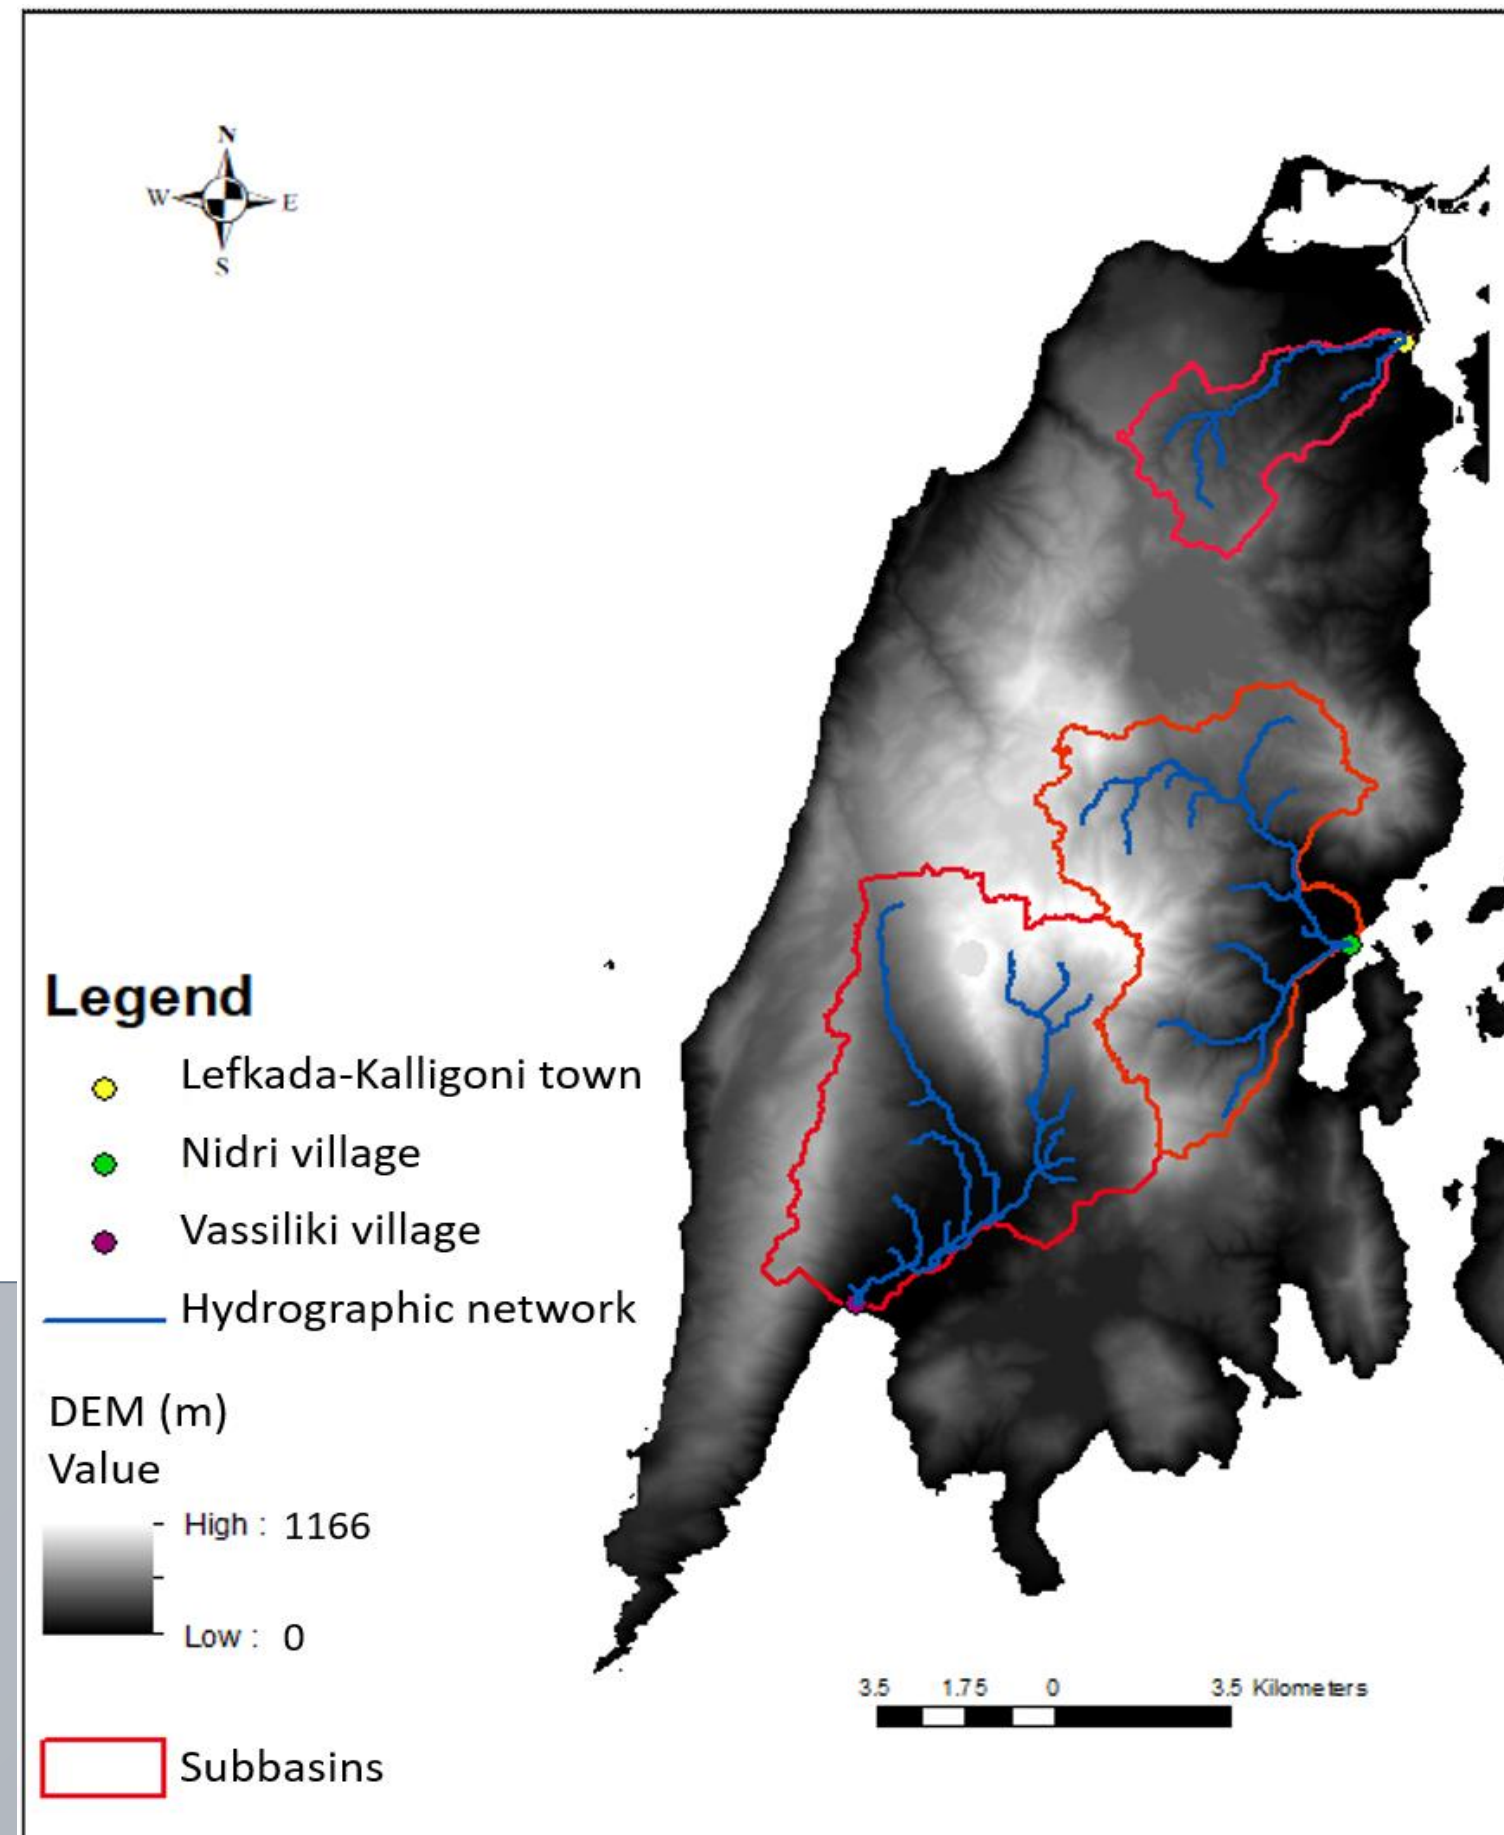 N
W E
S
Legend
Lefkada-Kalligoni town
Nidri village
Vassiliki village
Hydrographic network
DEM (m)
Value
High : 1166
Low : 0
Subbasins
3.5 1.75 0 3.5 Kilometers